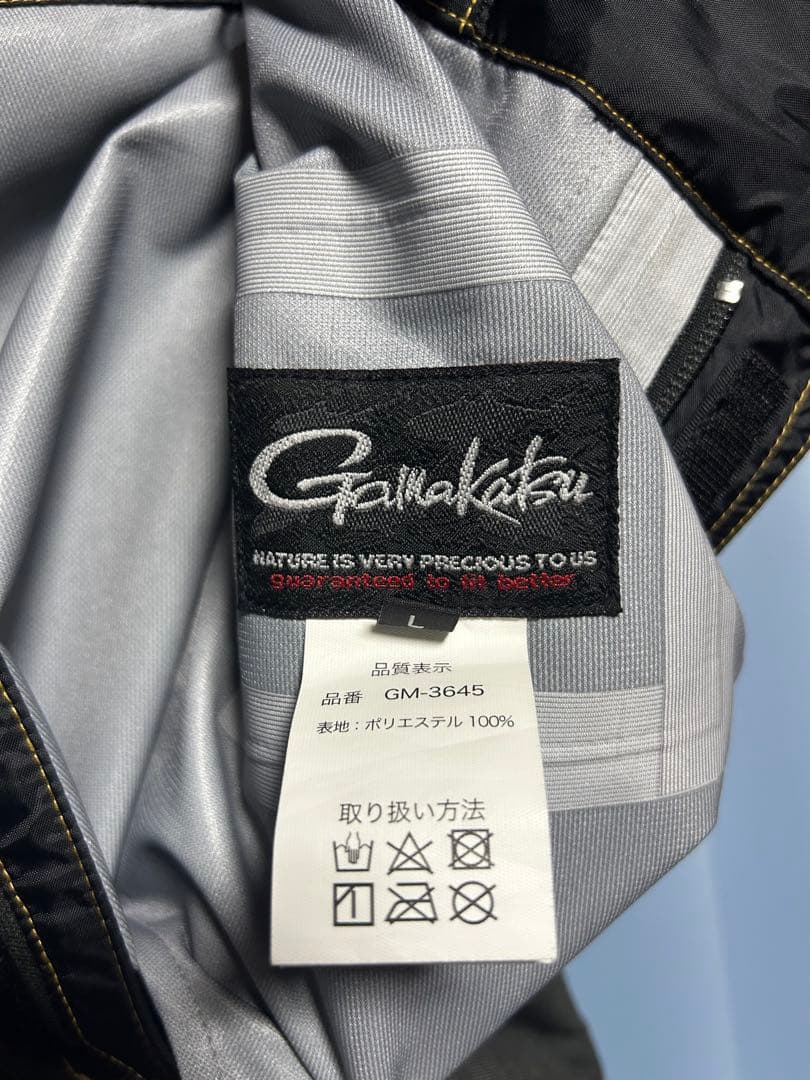 Gamakatsu
NATURE IS VERY PRECIOUS TO US
guaranteed to fit better
L
品質表示
品番 GM-3645
表地：ポリエステル 100%
取り扱い方法